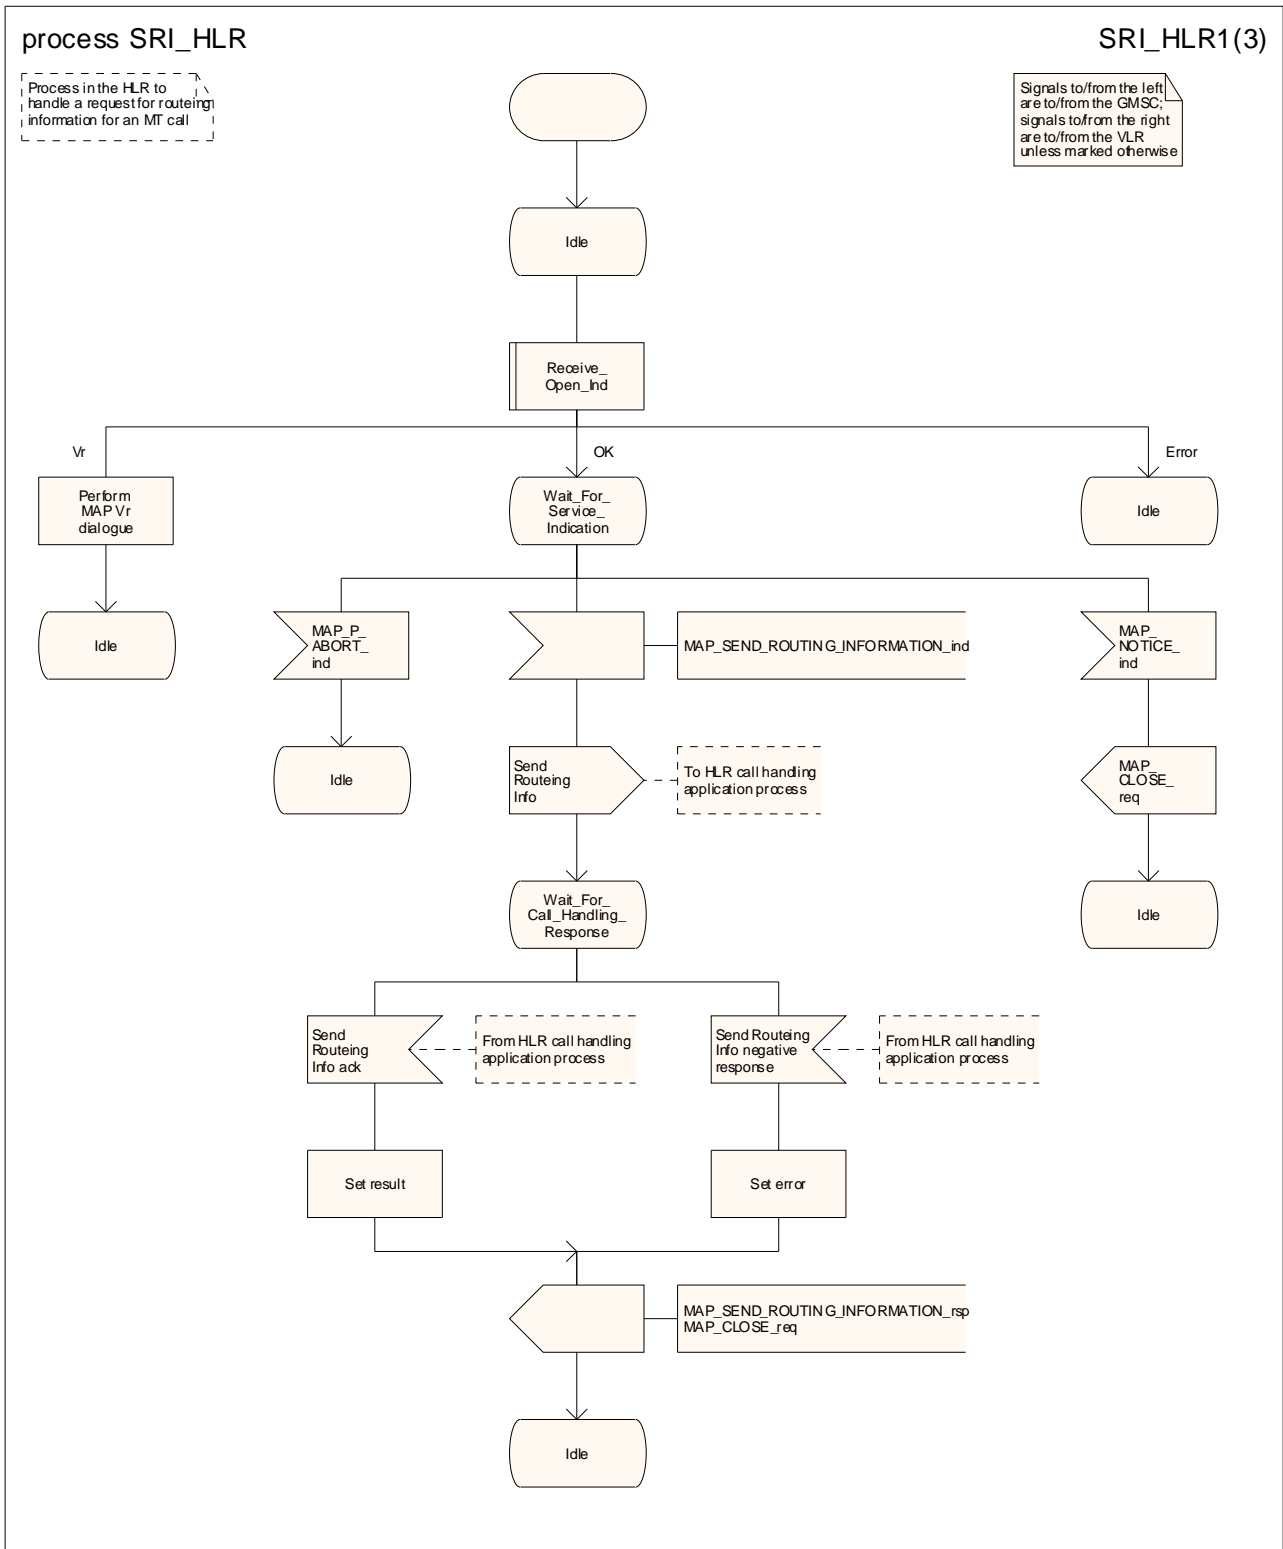 process SRI_HLR
SRI_HLR1(3)
Process in the HLR to
handle a request for routeing
information for an MT call
Signals to/from the left
are to/from the GMSC;
signals to/from the right
are to/from the VLR
unless marked otherwise
Idle
Receive_
Open_Ind
Vr
OK
Error
Perform
MAP Vr
dialogue
Wait_For_
Service_
Indication
Idle
Idle
MAP_P_
ABORT_
ind
MAP_SEND_ROUTING_INFORMATION_ind
MAP_
NOTICE_
ind
Idle
Send
Routeing
Info
To HLR call handling
application process
MAP_
CLOSE_
req
Wait_For_
Call_Handling_
Response
Idle
Send
Routeing
Info ack
From HLR call handling
application process
Send Routeing
Info negative
response
From HLR call handling
application process
Set result
Set error
MAP_SEND_ROUTING_INFORMATION_rsp
MAP_CLOSE_req
Idle